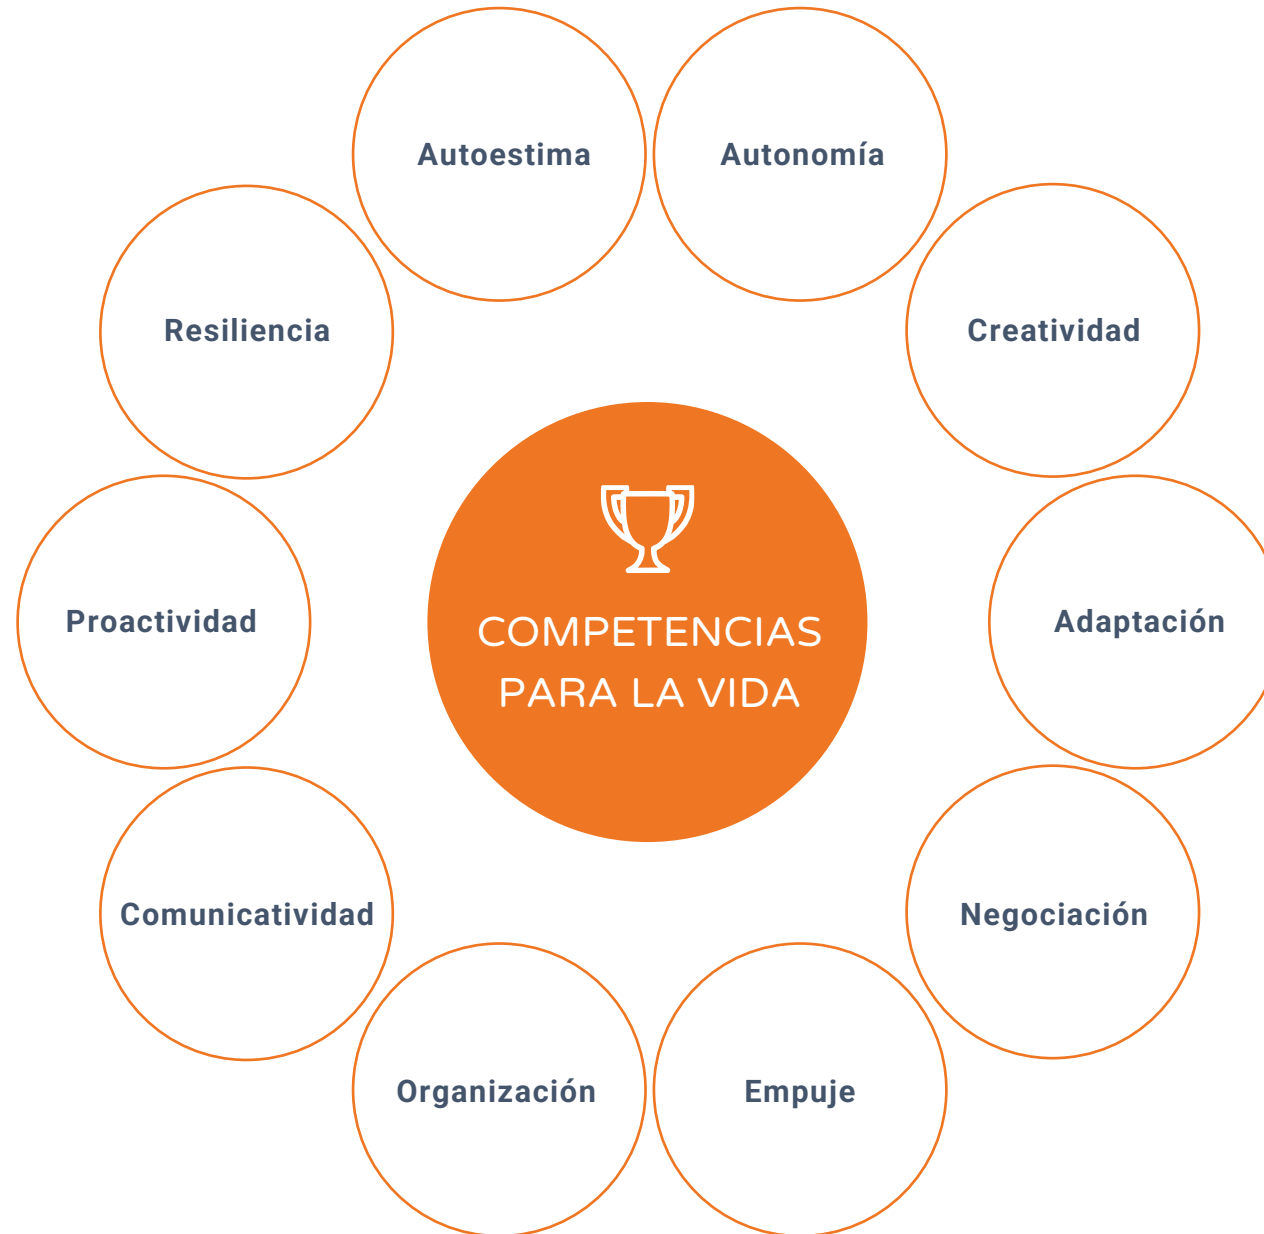 Autoestima
Autonomía
Resiliencia
Creatividad
COMPETENCIAS
PARA LA VIDA
Proactividad
Adaptación
Comunicatividad
Negociación
Organización
Empuje